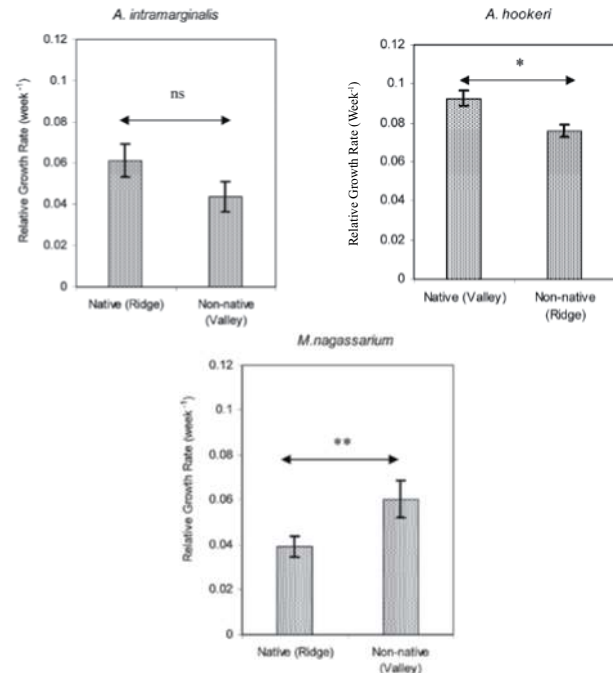 A. intramarginalis
0.12
0.1
0.08
0.06
0.04
0.02
0
Relative Growth Rate (week⁻¹)
ns
Native (Ridge)
Non-native
(Valley)
A. hookeri
0.12
0.1
0.08
0.06
0.04
0.02
0
Relative Growth Rate (Week⁻¹)
*
Native (Valley)
Non-native
(Ridge)
M.nagassarium
0.12
0.1
0.08
0.06
0.04
0.02
0
Relative Growth Rate (week⁻¹)
**
Native (Ridge)
Non-native
(Valley)